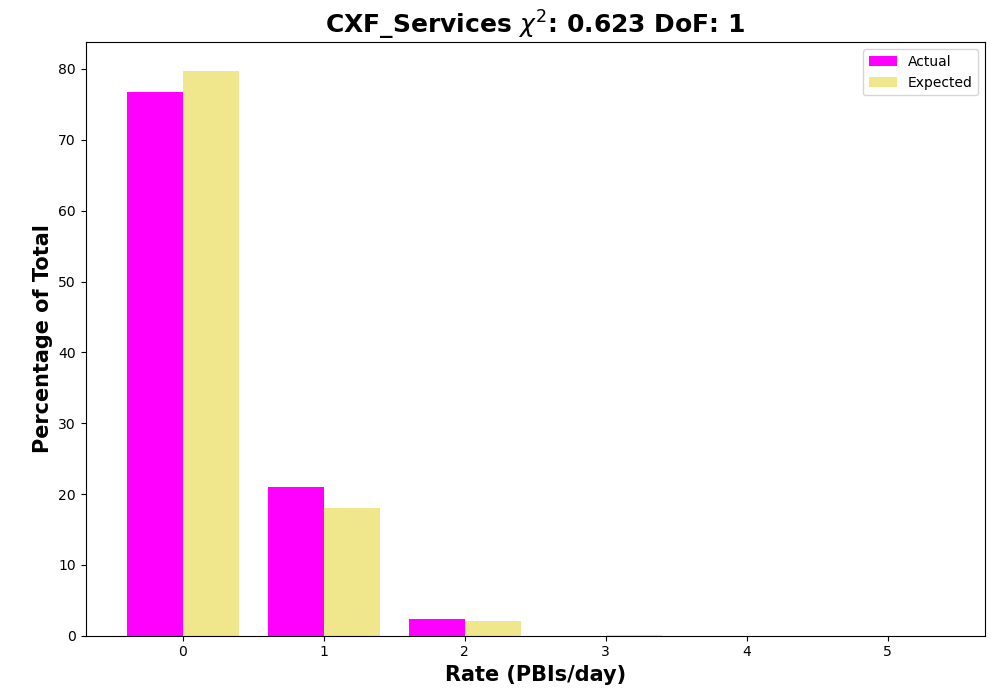 CXF_Services χ²: 0.623 DoF: 1
Actual
Expected
Percentage of Total
80
70
60
50
40
30
20
10
0
0 1 2 3 4 5
Rate (PBIs/day)